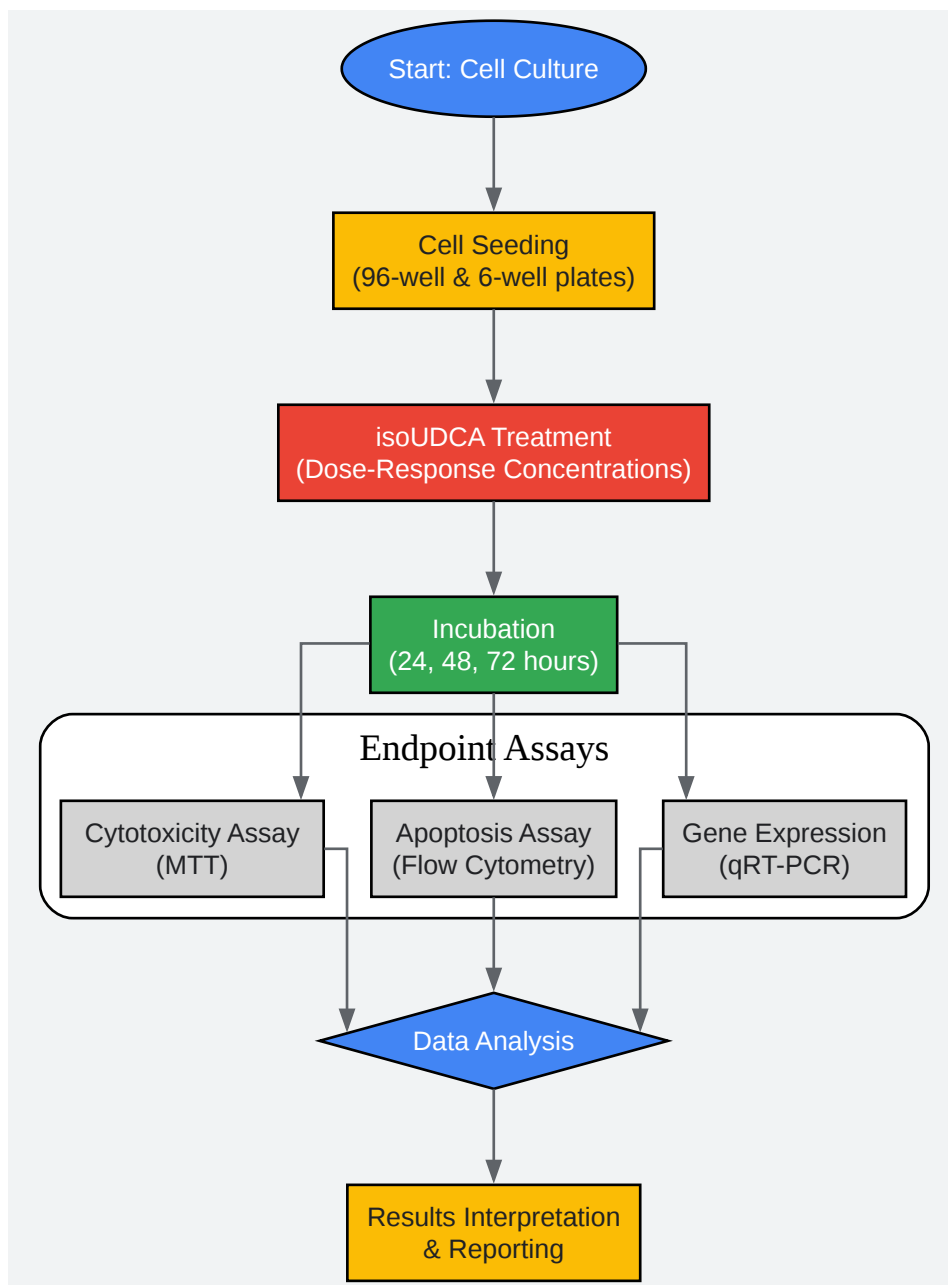 Start: Cell Culture
Cell Seeding
(96-well & 6-well plates)
isoUDCA Treatment
(Dose-Response Concentrations)
Incubation
(24, 48, 72 hours)
Endpoint Assays
Cytotoxicity Assay
(MTT)
Apoptosis Assay
(Flow Cytometry)
Gene Expression
(qRT-PCR)
Data Analysis
Results Interpretation
& Reporting